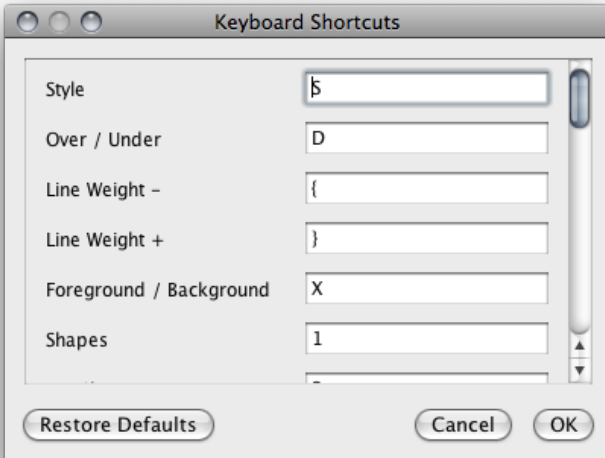 Keyboard Shortcuts
Style S
Over / Under D
Line Weight - {
Line Weight + }
Foreground / Background X
Shapes 1
Restore Defaults Cancel OK